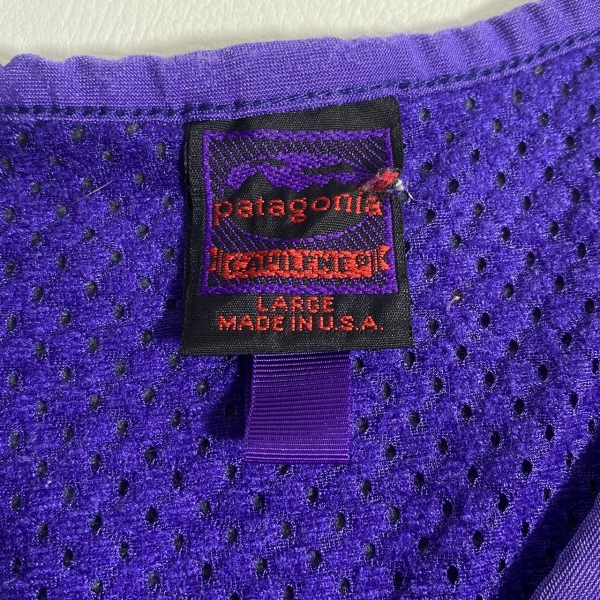 patagonia
CAPILENE®
LARGE
MADE IN U.S.A.